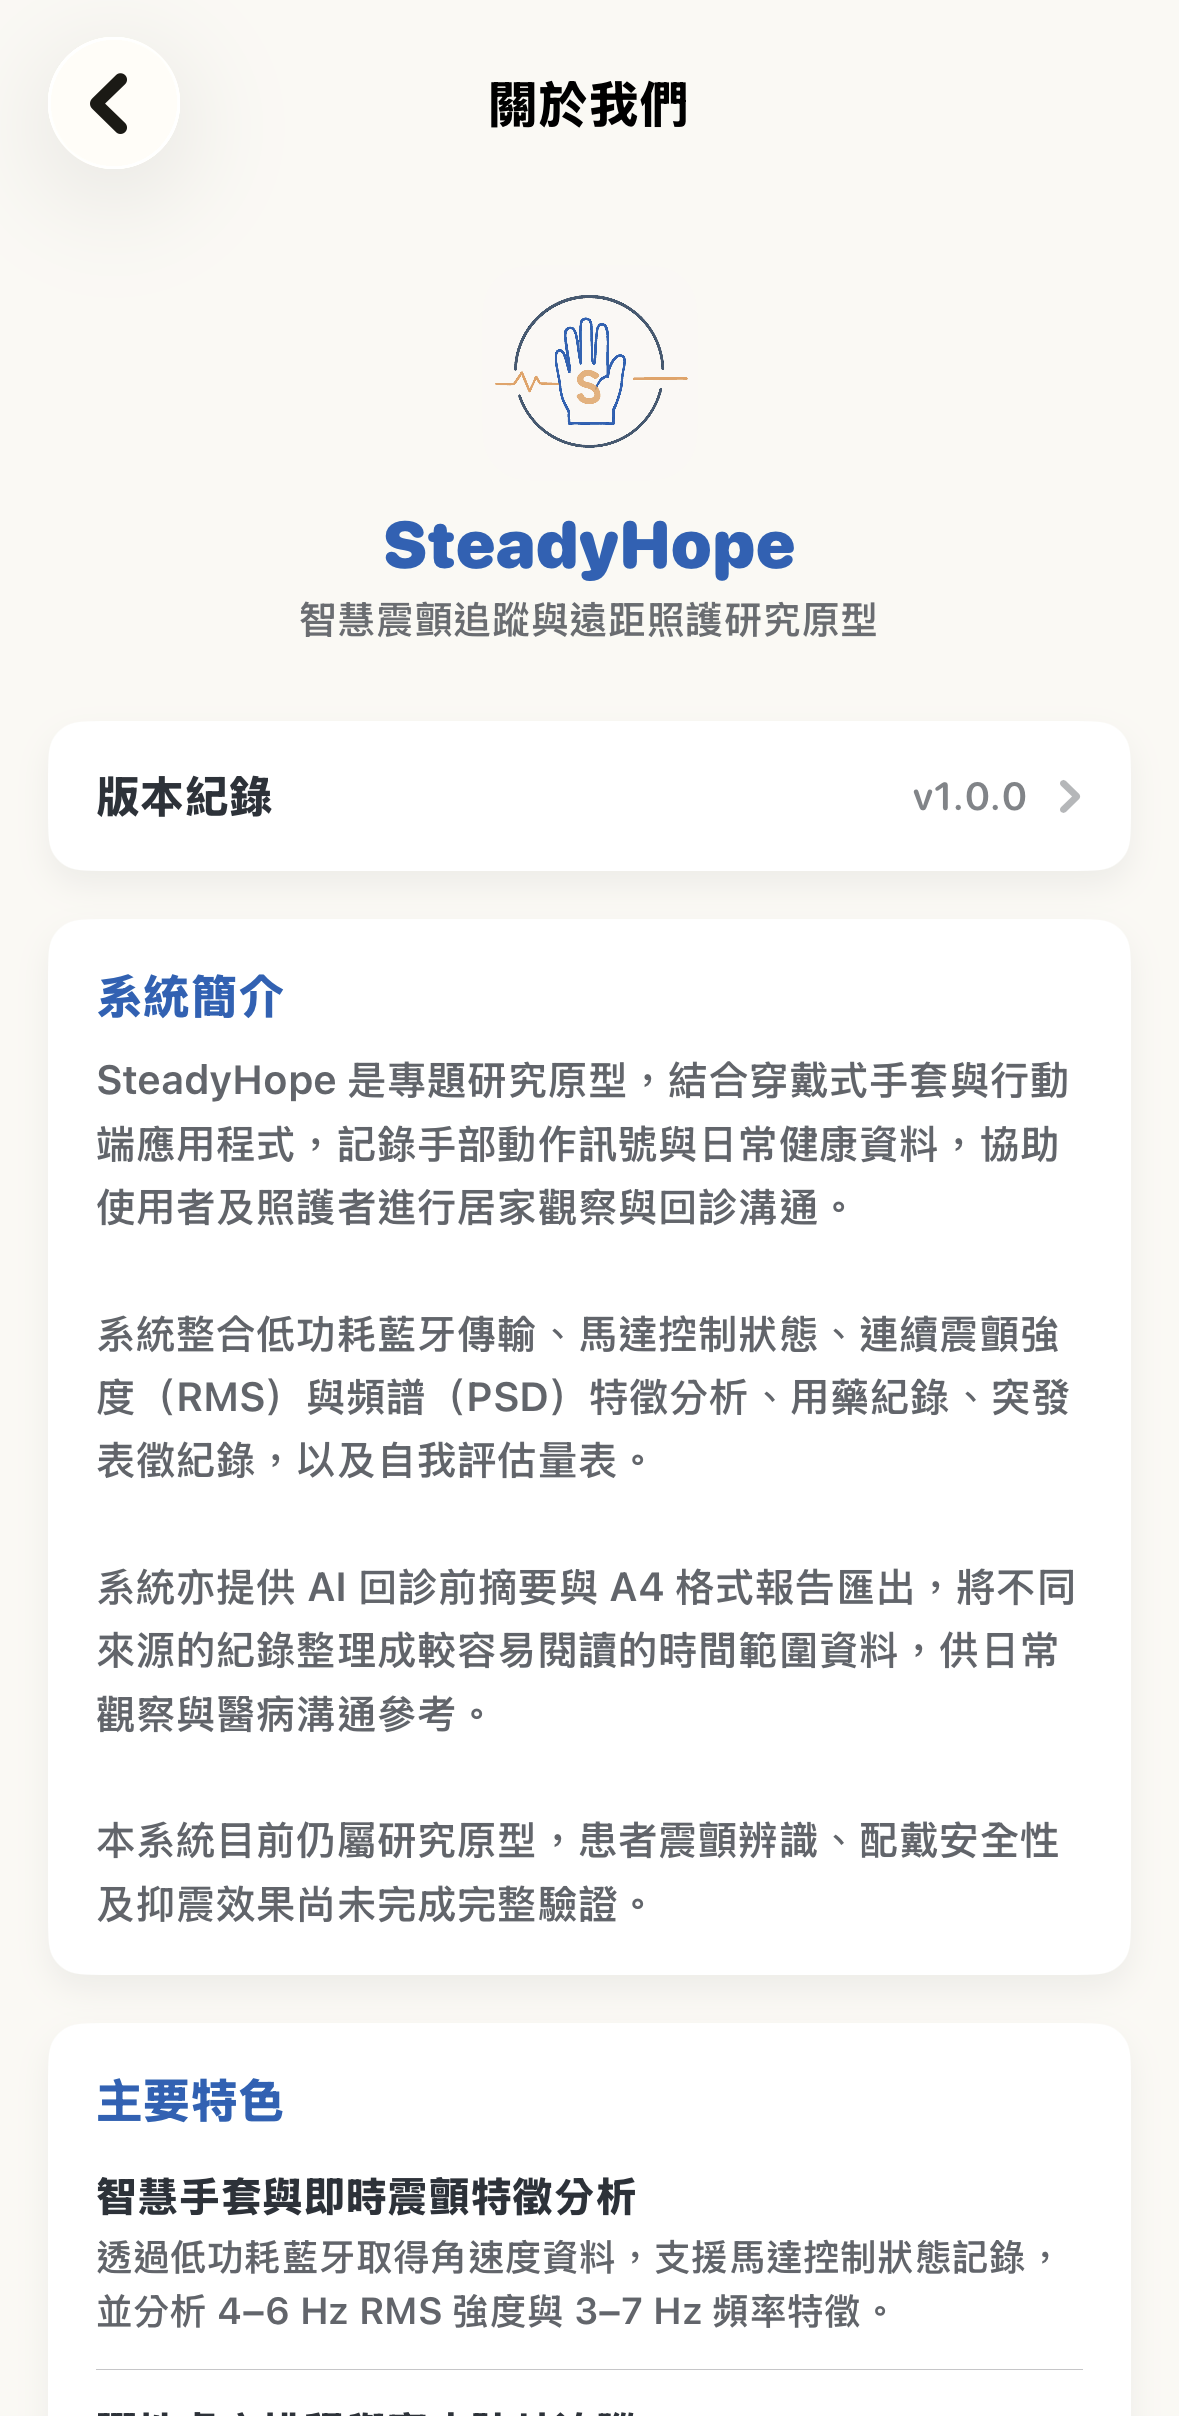 關於我們
S
SteadyHope
智慧震顫追蹤與遠距照護研究原型
版本紀錄
v1.0.0
系統簡介
SteadyHope 是專題研究原型，結合穿戴式手套與行動
端應用程式，記錄手部動作訊號與日常健康資料，協助
使用者及照護者進行居家觀察與回診溝通。
系統整合低功耗藍牙傳輸、馬達控制狀態、連續震顫強
度（RMS）與頻譜（PSD）特徵分析、用藥紀錄、突發
表徵紀錄，以及自我評估量表。
系統亦提供 AI 回診前摘要與 A4 格式報告匯出，將不同
來源的紀錄整理成較容易閱讀的時間範圍資料，供日常
觀察與醫病溝通參考。
本系統目前仍屬研究原型，患者震顫辨識、配戴安全性
及抑震效果尚未完成完整驗證。
主要特色
智慧手套與即時震顫特徵分析
透過低功耗藍牙取得角速度資料，支援馬達控制狀態記錄，
並分析 4–6 Hz RMS 強度與 3–7 Hz 頻率特徵。